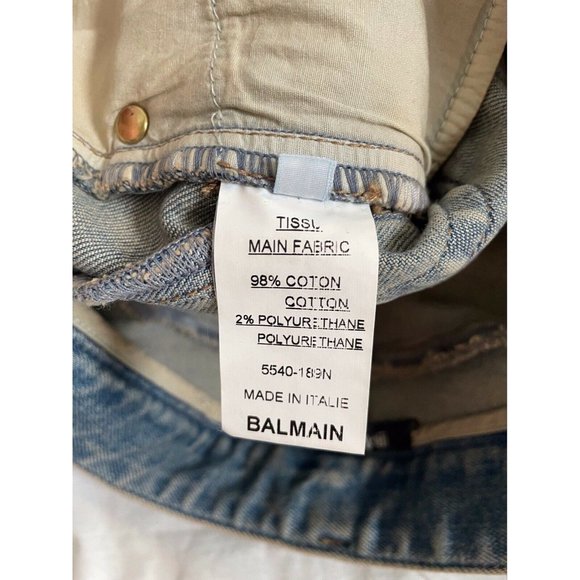 TISSU
MAIN FABRIC
98% COTON
COTTON
2% POLYURETHANE
POLYURETHANE
5540-189N
MADE IN ITALIE
BALMAIN